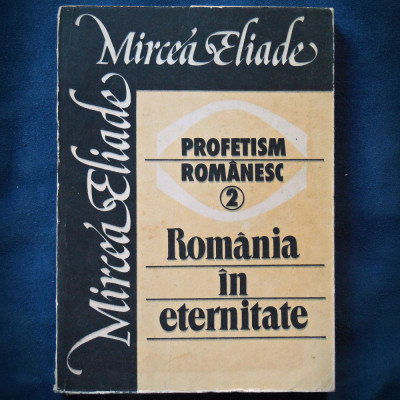 Mircea Eliade
Mircea Eliade
PROFETISM
ROMÂNESC
2
România
în
eternitate